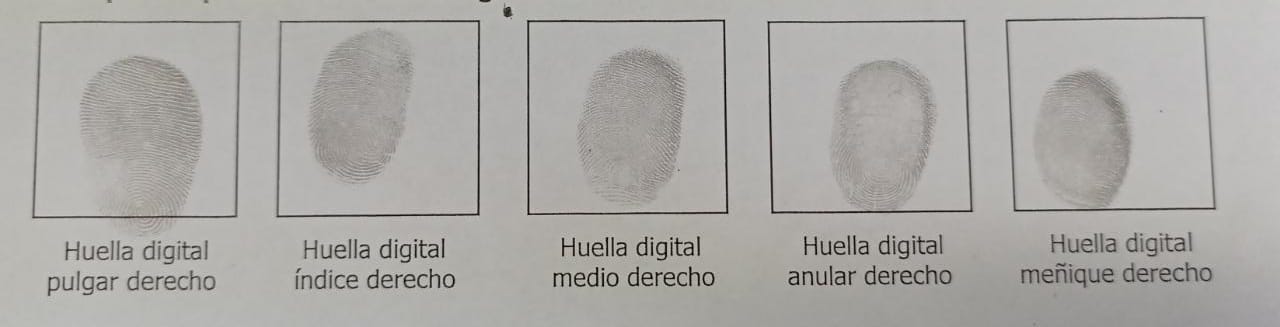 Huella digital
pulgar derecho
Huella digital
índice derecho
Huella digital
medio derecho
Huella digital
anular derecho
Huella digital
meñique derecho